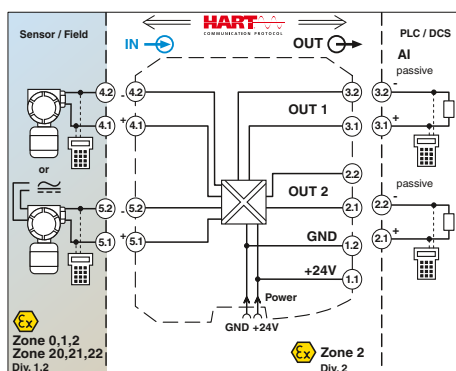 HART
COMMUNICATION PROTOCOL
Sensor / Field
IN
OUT
PLC / DCS
AI
passive
4.2 - 4.2
3.2 3.2 -
OUT 1
4.1 + 4.1
3.1 3.1 +
or
2.2
passive
OUT 2
5.2 - 5.2
2.1
2.2 -
GND
5.1 + 5.1
1.2
2.1 +
+24V
1.1
Power
GND +24V
Ex
Zone 0,1,2
Zone 20,21,22
Div. 1,2
Ex
Zone 2
Div. 2